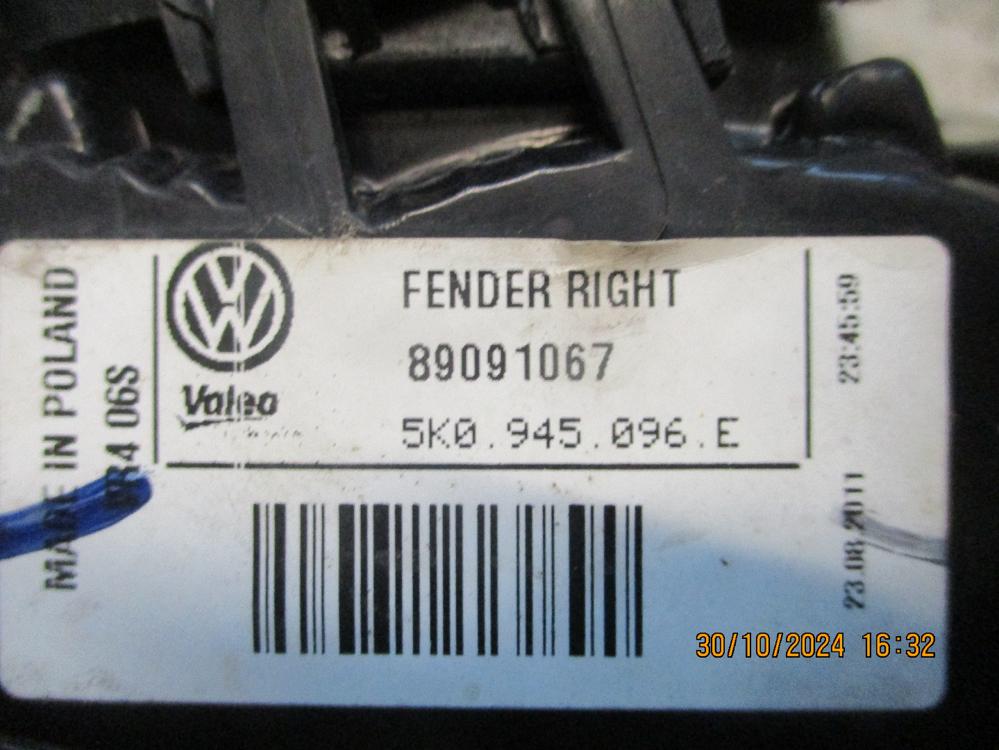 MADE IN POLAND
06S
Valeo
FENDER RIGHT
89091067
5K0.945.096.E
23:45:59
23.08.2011
30/10/2024 16:32